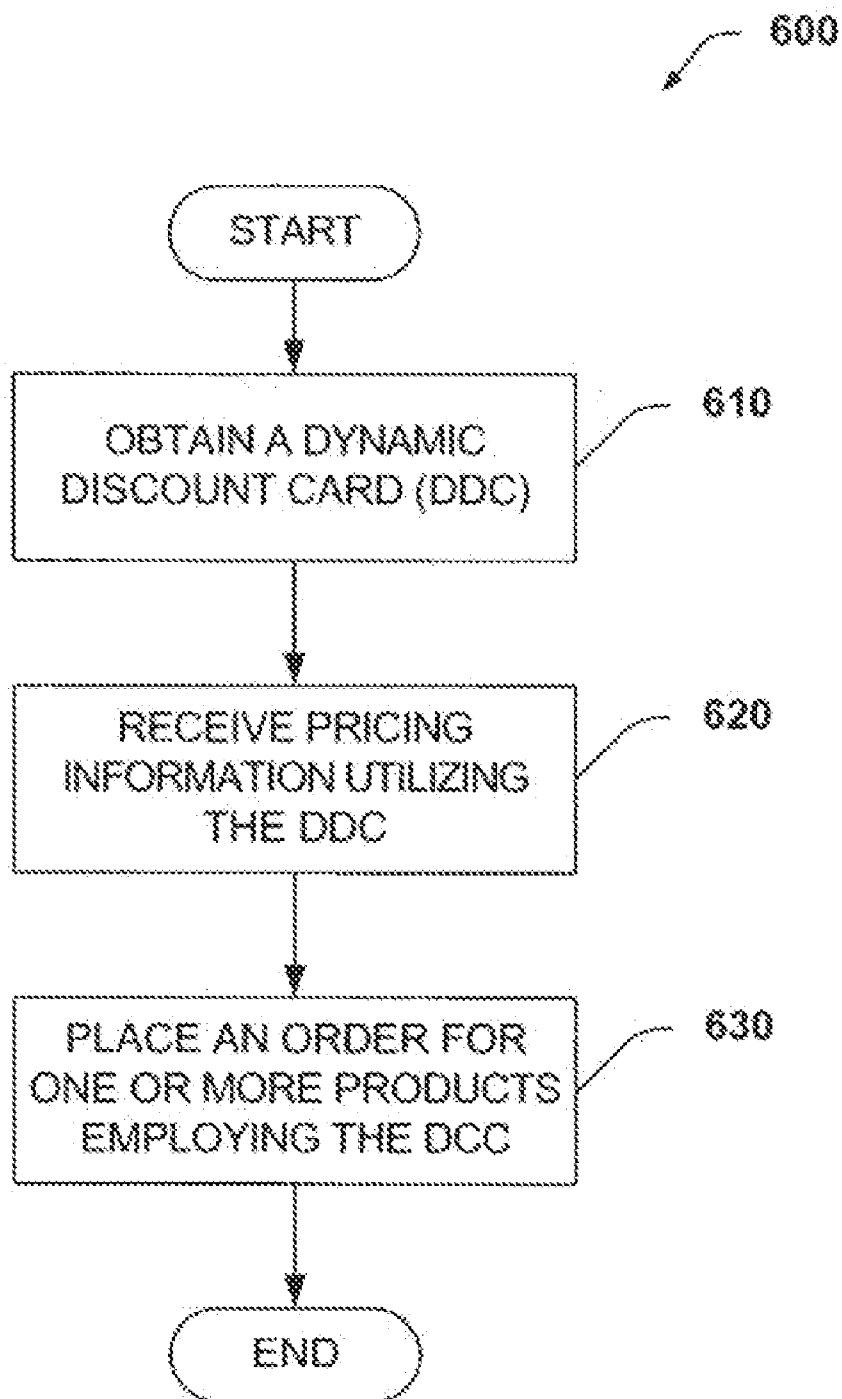 600
START
610
OBTAIN A DYNAMIC
DISCOUNT CARD (DDC)
620
RECEIVE PRICING
INFORMATION UTILIZING
THE DDC
630
PLACE AN ORDER FOR
ONE OR MORE PRODUCTS
EMPLOYING THE DCC
END